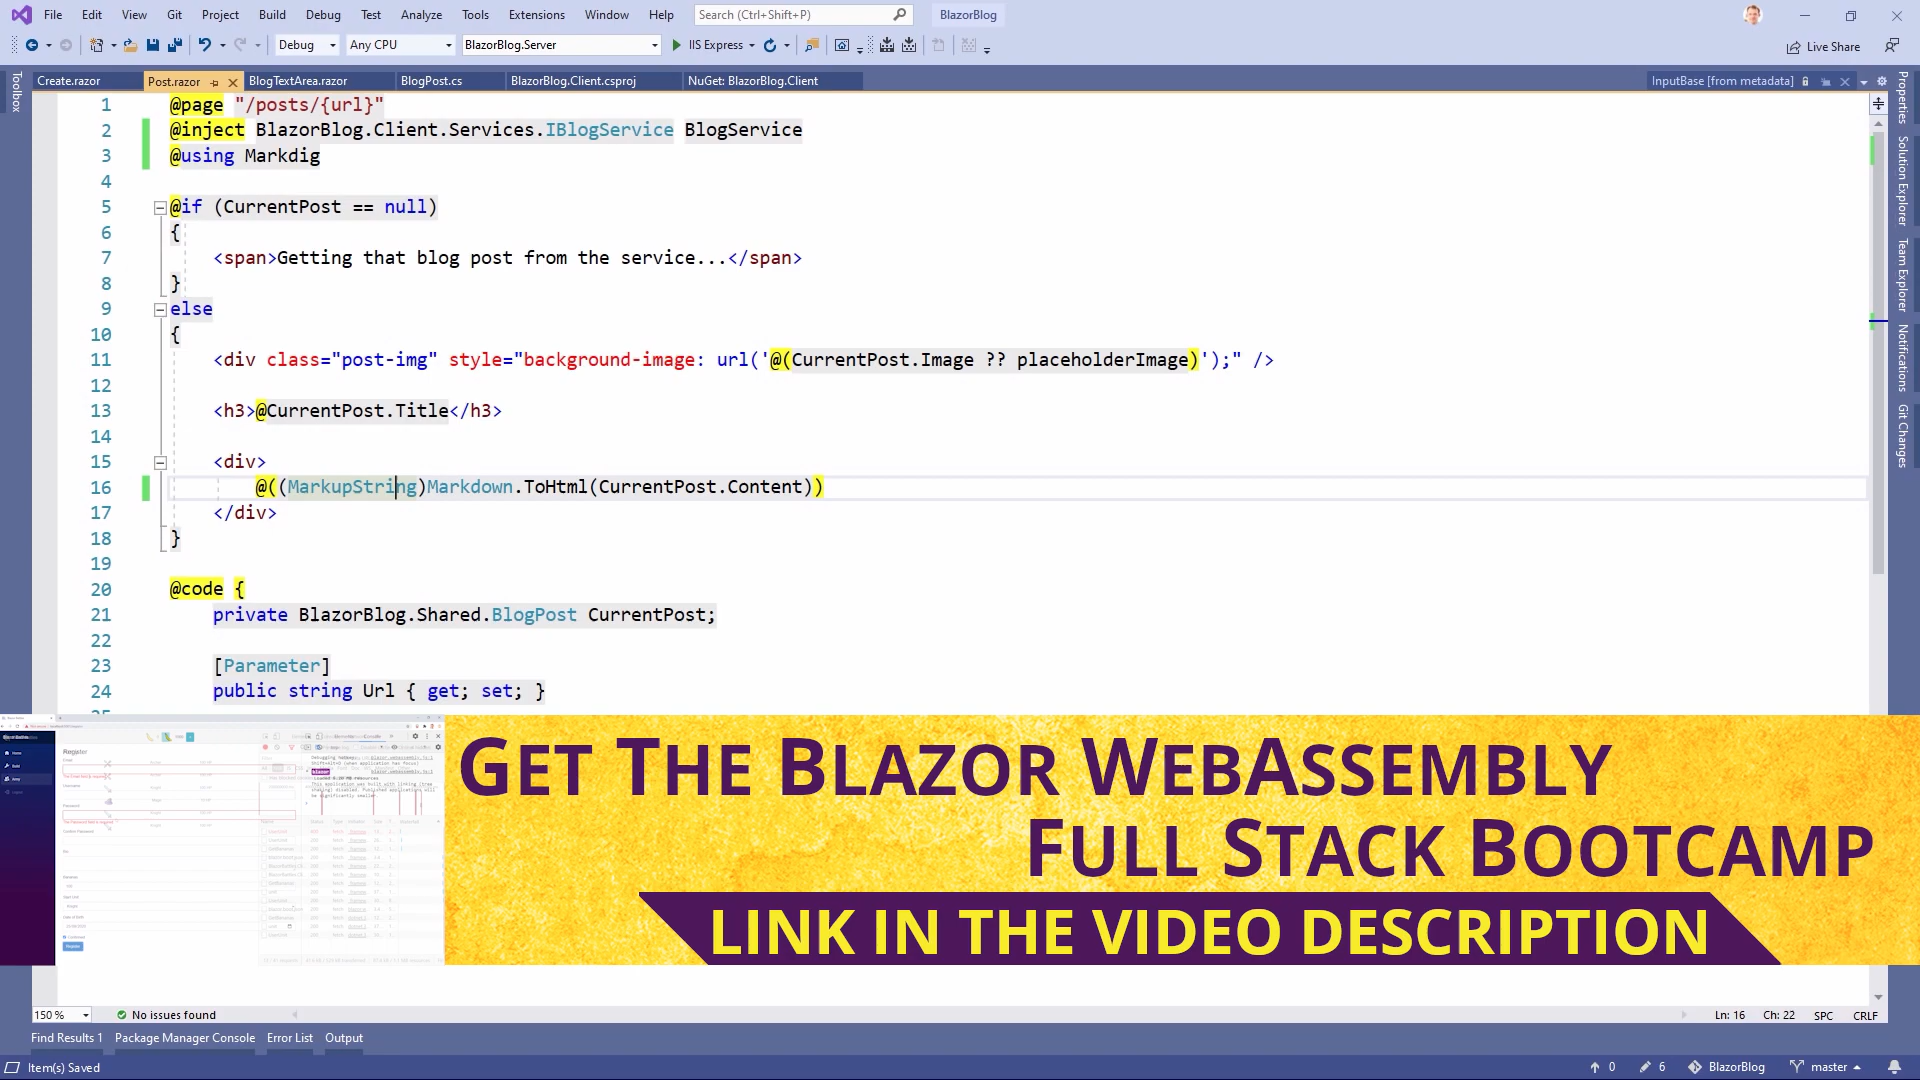 File Edit View Git Project Build Debug Test Analyze Tools Extensions Window Help Search (Ctrl+Shift+P) BlazorBlog
Debug Any CPU BlazorBlog.Server IIS Express Live Share
Toolbox
Create.razor Post.razor BlogTextArea.razor BlogPost.cs BlazorBlog.Client.csproj NuGet: BlazorBlog.Client InputBase [from metadata]
1 @page "/posts/{url}"
2 @inject BlazorBlog.Client.Services.IBlogService BlogService
3 @using Markdig
4
5 @if (CurrentPost == null)
6 {
7 <span>Getting that blog post from the service...</span>
8 }
9 else
10 {
11 <div class="post-img" style="background-image: url('@(CurrentPost.Image ?? placeholderImage)');" />
12
13 <h3>@CurrentPost.Title</h3>
14
15 <div>
16 @((MarkupString)Markdown.ToHtml(CurrentPost.Content))
17 </div>
18 }
19
20 @code {
21 private BlazorBlog.Shared.BlogPost CurrentPost;
22
23 [Parameter]
24 public string Url { get; set; }
Properties
Solution Explorer
Team Explorer
Notifications
Git Changes
Register
GET THE BLAZOR WEBASSEMBLY
FULL STACK BOOTCAMP
LINK IN THE VIDEO DESCRIPTION
150 % No issues found Ln: 16 Ch: 22 SPC CRLF
Find Results 1 Package Manager Console Error List Output
Item(s) Saved 0 6 BlazorBlog master